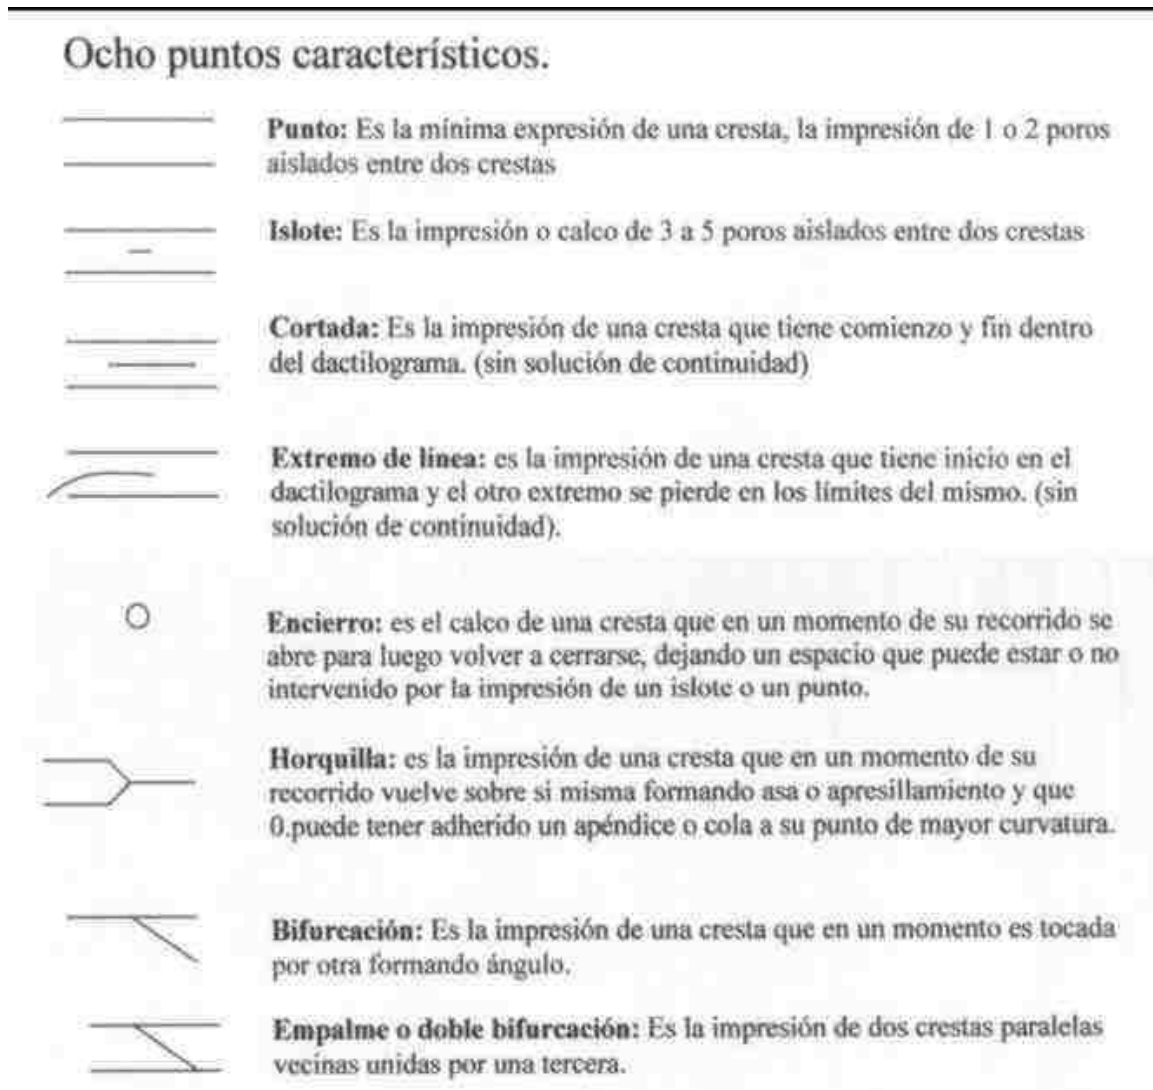 Ocho puntos característicos.
Punto: Es la mínima expresión de una cresta, la impresión de 1 o 2 poros
aislados entre dos crestas
Islote: Es la impresión o calco de 3 a 5 poros aislados entre dos crestas
Cortada: Es la impresión de una cresta que tiene comienzo y fin dentro
del dactilograma. (sin solución de continuidad)
Extremo de línea: es la impresión de una cresta que tiene inicio en el
dactilograma y el otro extremo se pierde en los límites del mismo. (sin
solución de continuidad).
Encierro: es el calco de una cresta que en un momento de su recorrido se
abre para luego volver a cerrarse, dejando un espacio que puede estar o no
intervenido por la impresión de un islote o un punto.
Horquilla: es la impresión de una cresta que en un momento de su
recorrido vuelve sobre si misma formando asa o apresillamiento y que
0.puede tener adherido un apéndice o cola a su punto de mayor curvatura.
Bifurcación: Es la impresión de una cresta que en un momento es tocada
por otra formando ángulo.
Empalme o doble bifurcación: Es la impresión de dos crestas paralelas
vecinas unidas por una tercera.